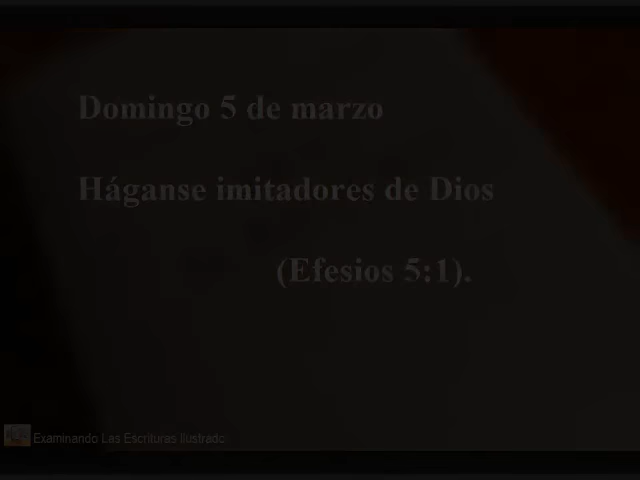 Domingo 5 de marzo
Háganse imitadores de Dios
(Efesios 5:1).
Examinando Las Escrituras Ilustrado